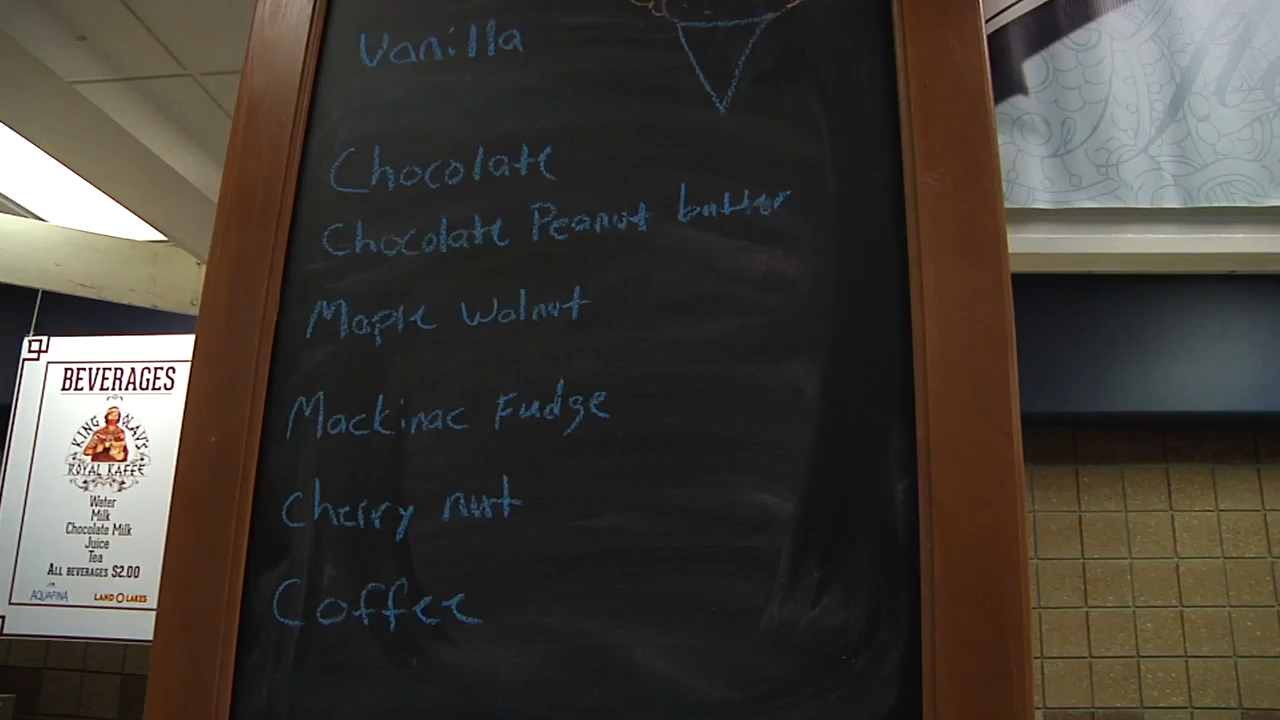 Vanilla
Chocolate
Chocolate Peanut butter
Maple Walnut
Mackinac Fudge
Cherry nut
Coffee
BEVERAGES
KING OLAV'S
ROYAL KAFFE
Water
Milk
Chocolate Milk
Juice
Tea
ALL BEVERAGES $2.00
AQUAFINA
LAND O LAKES